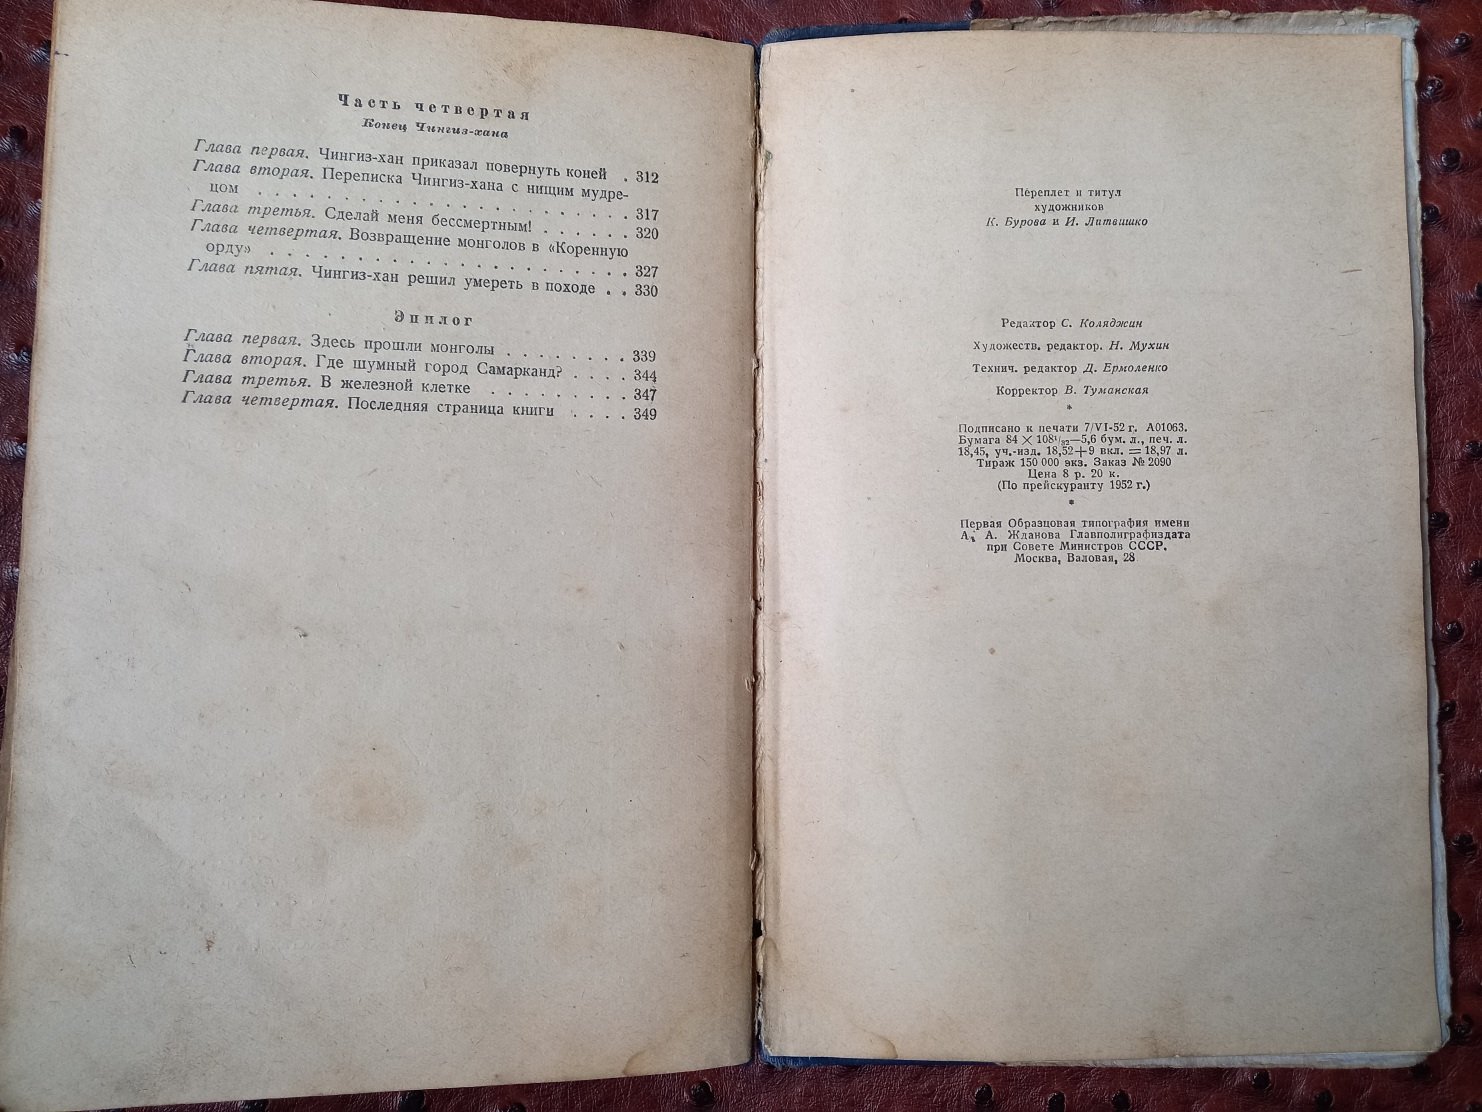 Часть четвертая
Конец Чингиз-хана
Глава первая. Чингиз-хан приказал повернуть коней . 312
Глава вторая. Переписка Чингиз-хана с нищим мудре-
цом . . . . . . . . . . . . . . . . . . . . 317
Глава третья. Сделай меня бессмертным! . . . . . . 320
Глава четвертая. Возвращение монголов в «Коренную
орду» . . . . . . . . . . . . . . . . . . . 327
Глава пятая. Чингиз-хан решил умереть в походе . . 330
Эпилог
Глава первая. Здесь прошли монголы . . . . . . . . 339
Глава вторая. Где шумный город Самарканд? . . . . 344
Глава третья. В железной клетке . . . . . . . . . 347
Глава четвертая. Последняя страница книги . . . . 349
Переплет и титул
художников
К. Бурова и И. Литвишко
Редактор С. Коляджин
Художеств. редактор. Н. Мухин
Технич. редактор Д. Ермоленко
Корректор В. Туманская
*
Подписано к печати 7/VI-52 г. А01063.
Бумага 84 × 108¹/₃₂—5,6 бум. л., печ. л.
18,45, уч.-изд. 18,52+9 вкл. = 18,97 л.
Тираж 150 000 экз. Заказ № 2090
Цена 8 р. 20 к.
(По прейскуранту 1952 г.)
*
Первая Образцовая типография имени
А. А. Жданова Главполиграфиздата
при Совете Министров СССР.
Москва, Валовая, 28